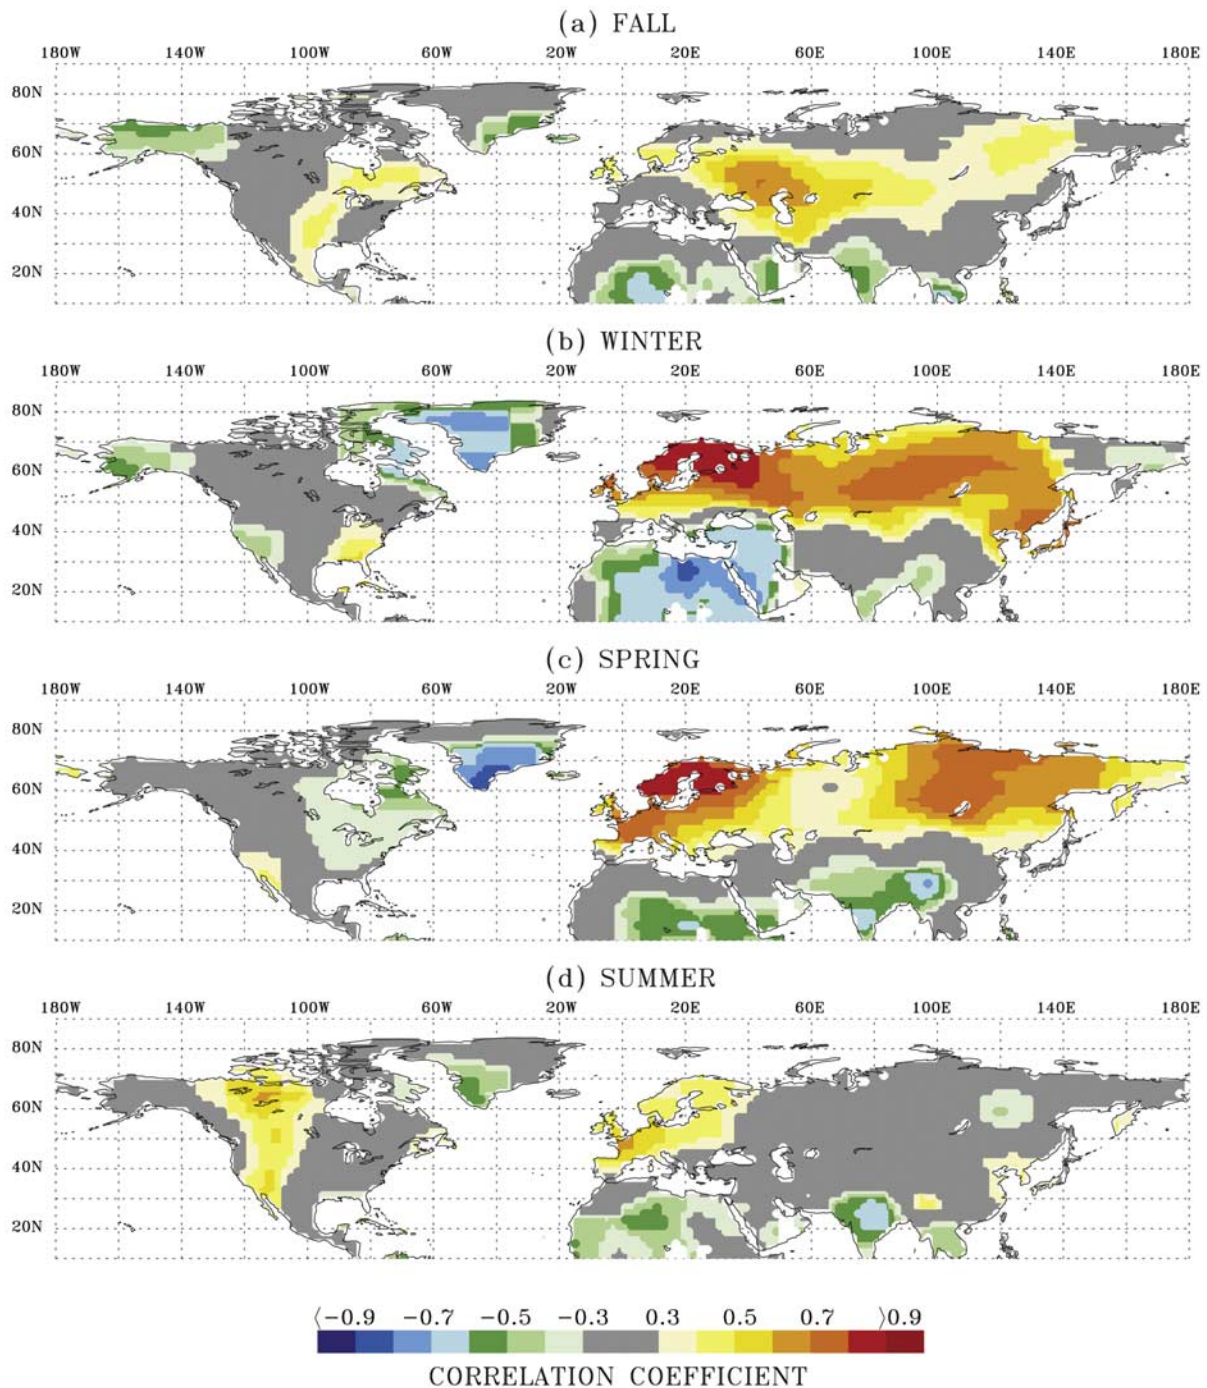 (a) FALL
180W 140W 100W 60W 20W 20E 60E 100E 140E 180E
80N
60N
40N
20N
(b) WINTER
180W 140W 100W 60W 20W 20E 60E 100E 140E 180E
80N
60N
40N
20N
(c) SPRING
180W 140W 100W 60W 20W 20E 60E 100E 140E 180E
80N
60N
40N
20N
(d) SUMMER
180W 140W 100W 60W 20W 20E 60E 100E 140E 180E
80N
60N
40N
20N
⟨-0.9 -0.7 -0.5 -0.3 0.3 0.5 0.7 ⟩0.9
CORRELATION COEFFICIENT